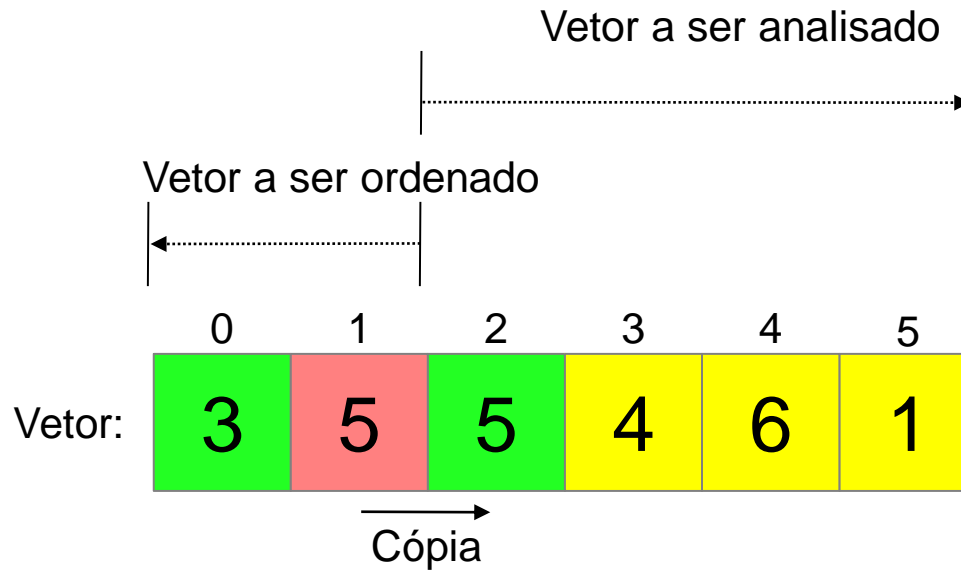 Vetor a ser analisado
Vetor a ser ordenado
0 1 2 3 4 5
Vetor: 3 5 5 4 6 1
Cópia